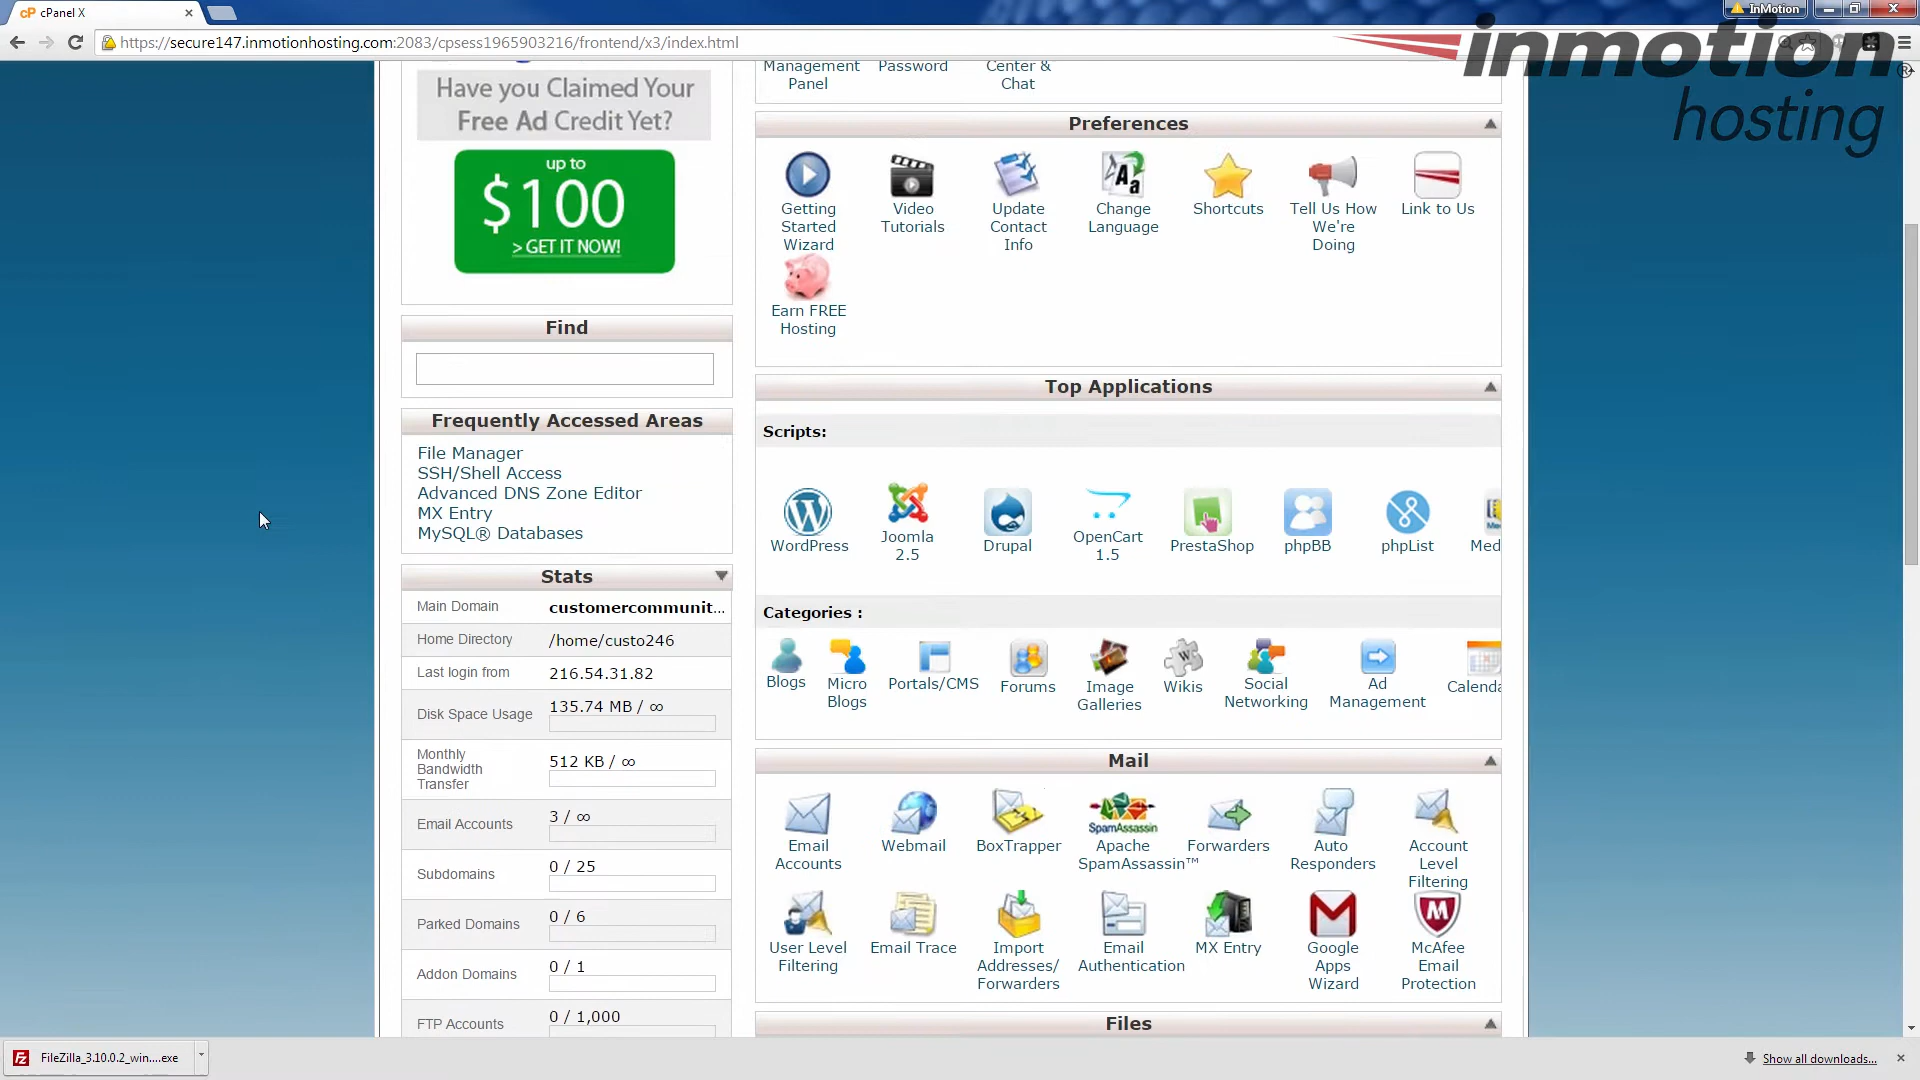 cPanel X
InMotion
https://secure147.inmotionhosting.com:2083/cpsess1965903216/frontend/x3/index.html
inmotion
hosting
Have you Claimed Your
Free Ad Credit Yet?
up to
$100
> GET IT NOW!
Find
Frequently Accessed Areas
File Manager
SSH/Shell Access
Advanced DNS Zone Editor
MX Entry
MySQL® Databases
Stats
Main Domain customercommunit...
Home Directory /home/custo246
Last login from 216.54.31.82
Disk Space Usage 135.74 MB / ∞
Monthly
Bandwidth
Transfer
512 KB / ∞
Email Accounts 3 / ∞
Subdomains 0 / 25
Parked Domains 0 / 6
Addon Domains 0 / 1
FTP Accounts 0 / 1,000
Management
Panel
Password
Center &
Chat
Preferences
Getting
Started
Wizard
Video
Tutorials
Update
Contact
Info
Change
Language
Shortcuts
Tell Us How
We're
Doing
Link to Us
Earn FREE
Hosting
Top Applications
Scripts:
WordPress
Joomla
2.5
Drupal
OpenCart
1.5
PrestaShop
phpBB
phpList
Med
Categories :
Blogs
Micro
Blogs
Portals/CMS
Forums
Image
Galleries
Wikis
Social
Networking
Ad
Management
Calenda
Mail
Email
Accounts
Webmail
BoxTrapper
SpamAssassin
Apache
SpamAssassin™
Forwarders
Auto
Responders
Account
Level
Filtering
User Level
Filtering
Email Trace
Import
Addresses/
Forwarders
Email
Authentication
MX Entry
Google
Apps
Wizard
McAfee
Email
Protection
Files
FileZilla_3.10.0.2_win....exe
Show all downloads...